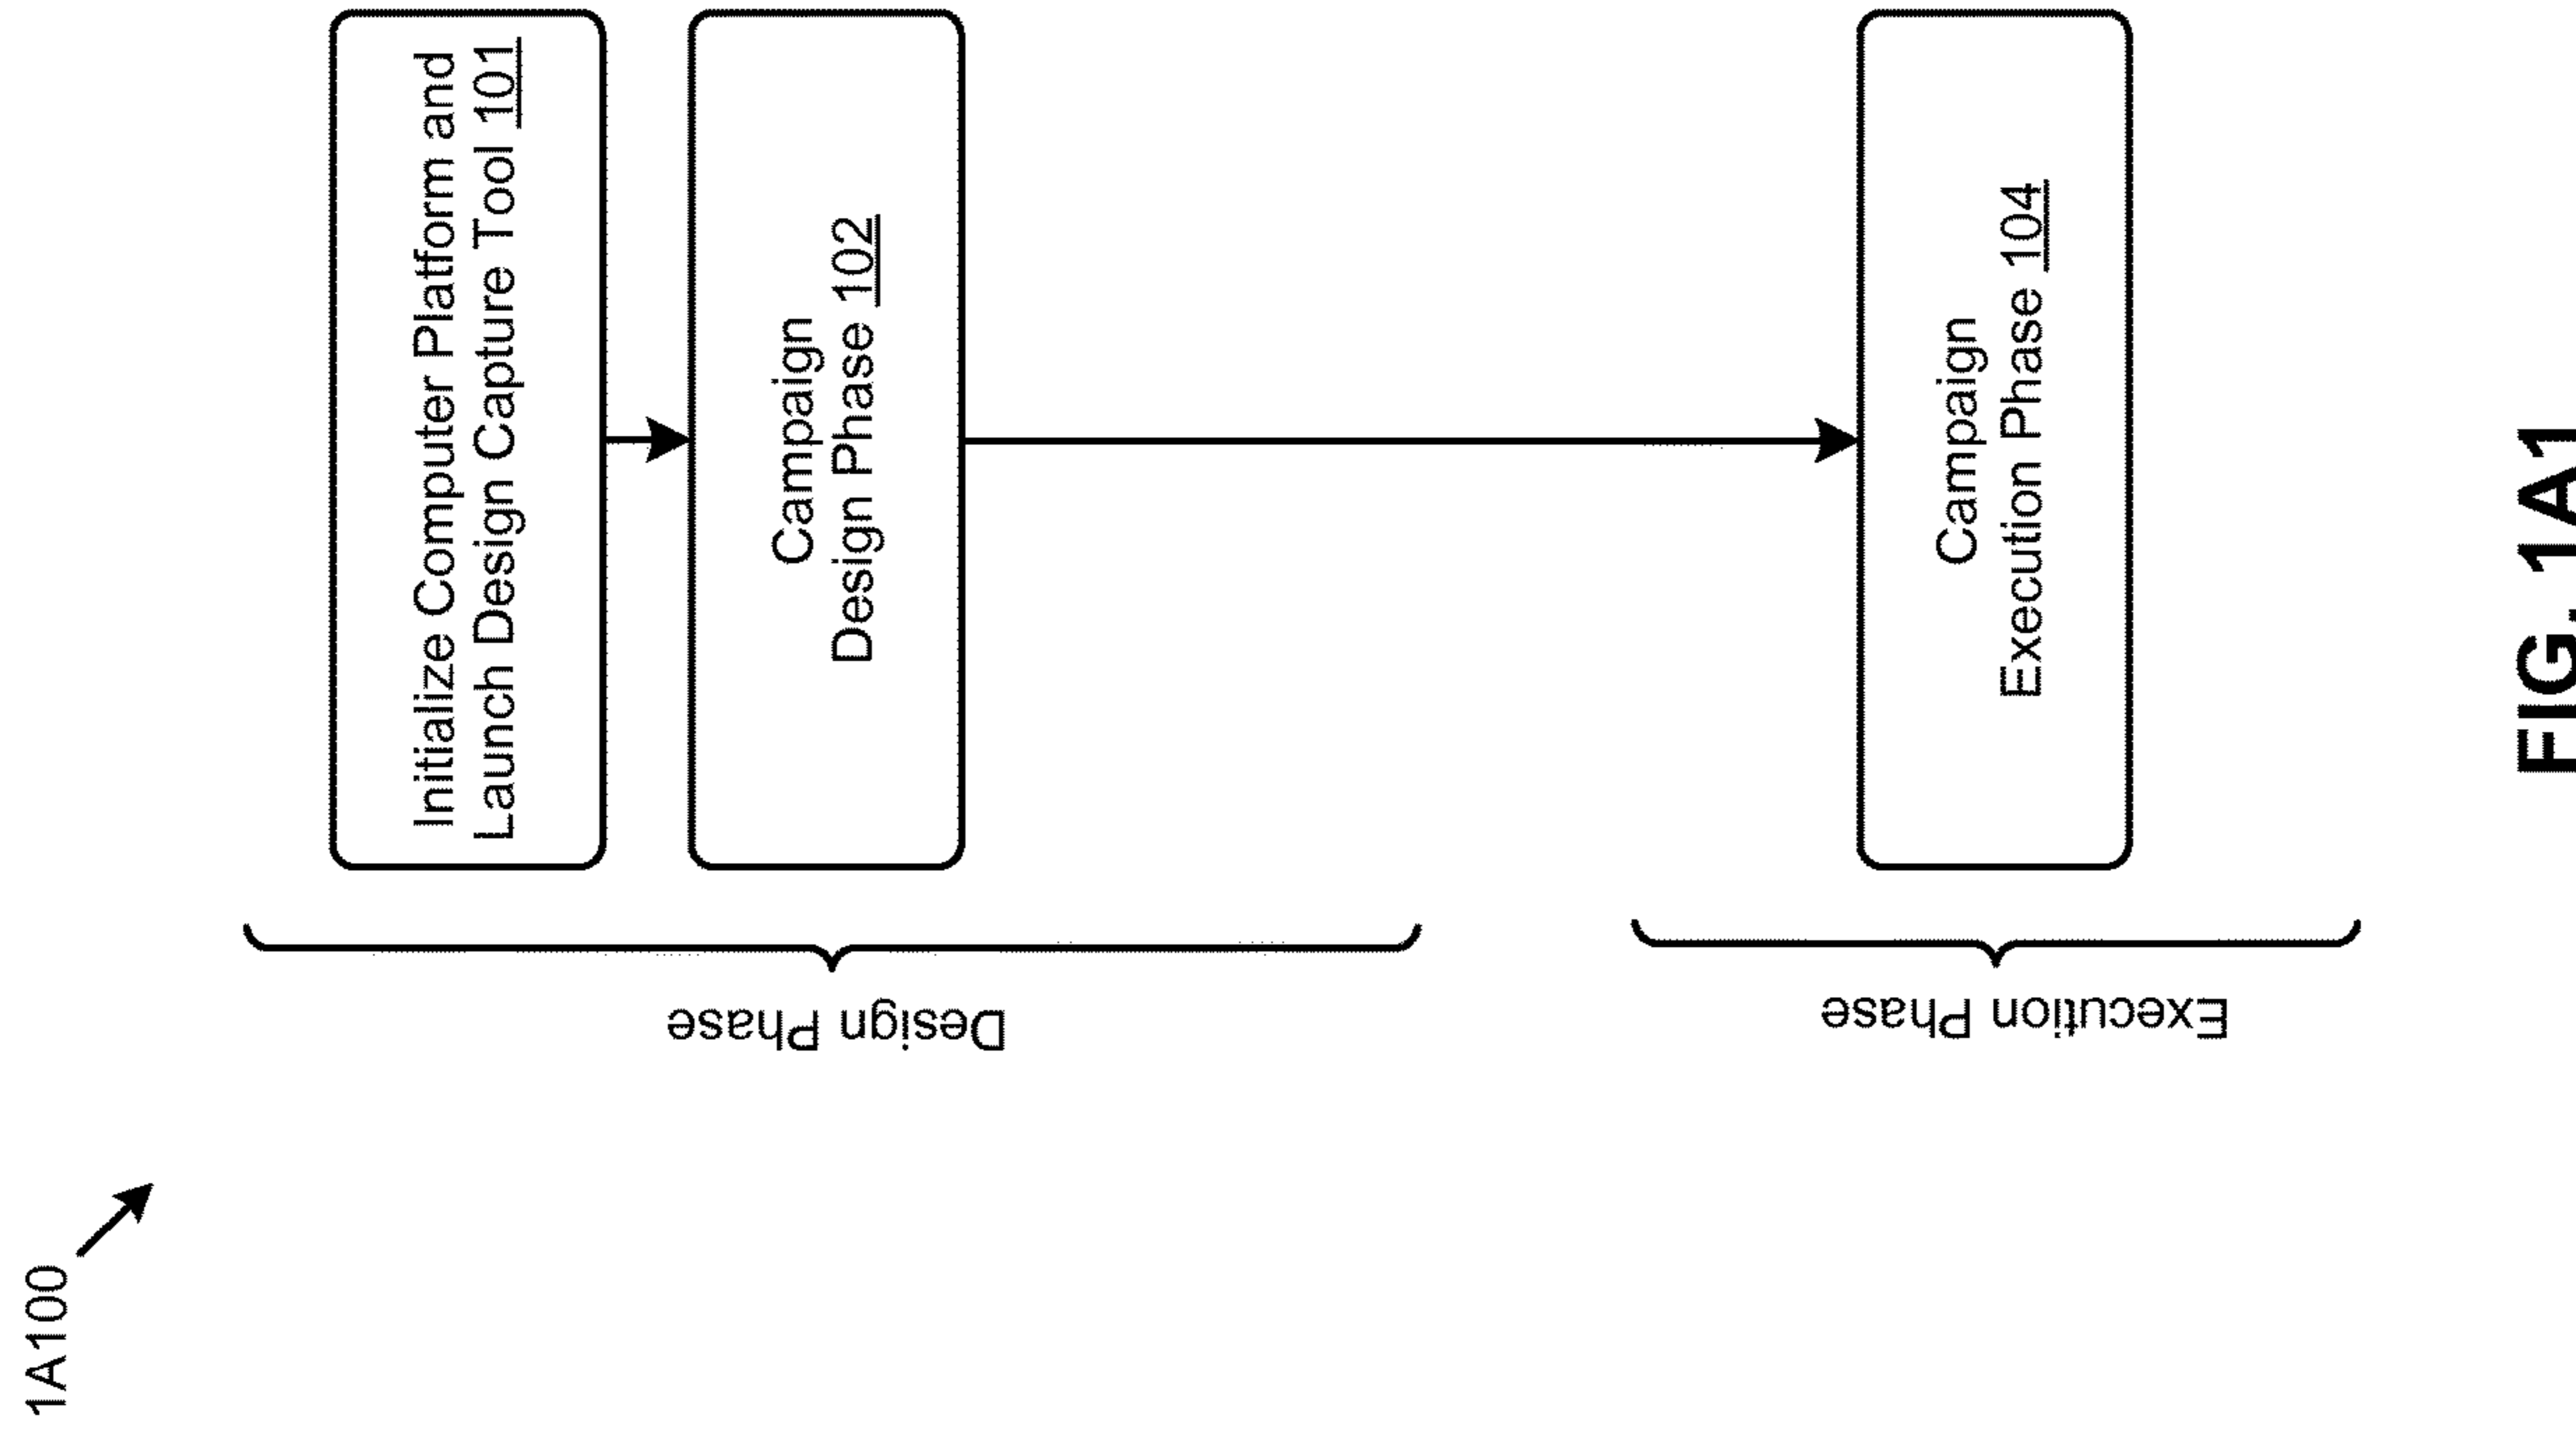 1A100
Design Phase
Initialize Computer Platform and
Launch Design Capture Tool 101
Campaign
Design Phase 102
Execution Phase
Campaign
Execution Phase 104
FIG. 1A1